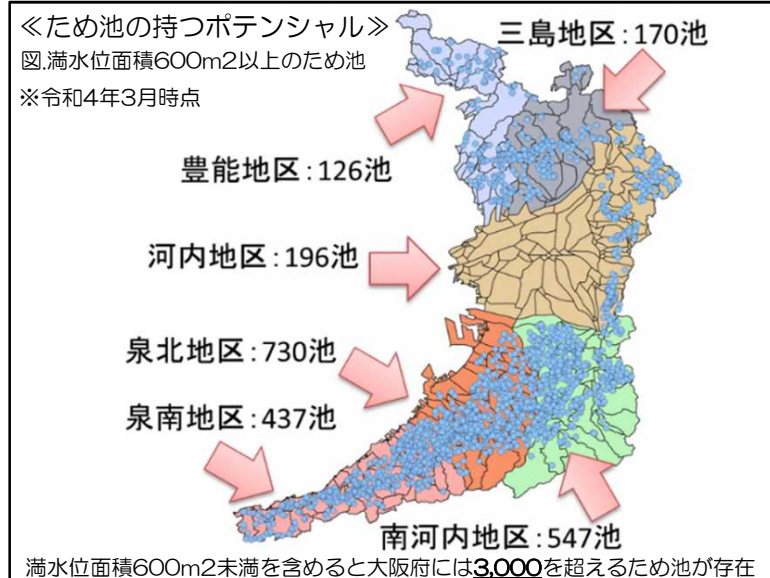 ≪ため池の持つポテンシャル≫
図.満水位面積600m2以上のため池
※令和4年3月時点
三島地区:170池
豊能地区:126池
河内地区:196池
泉北地区:730池
泉南地区:437池
南河内地区:547池
満水位面積600m2未満を含めると大阪府には3,000を超えるため池が存在